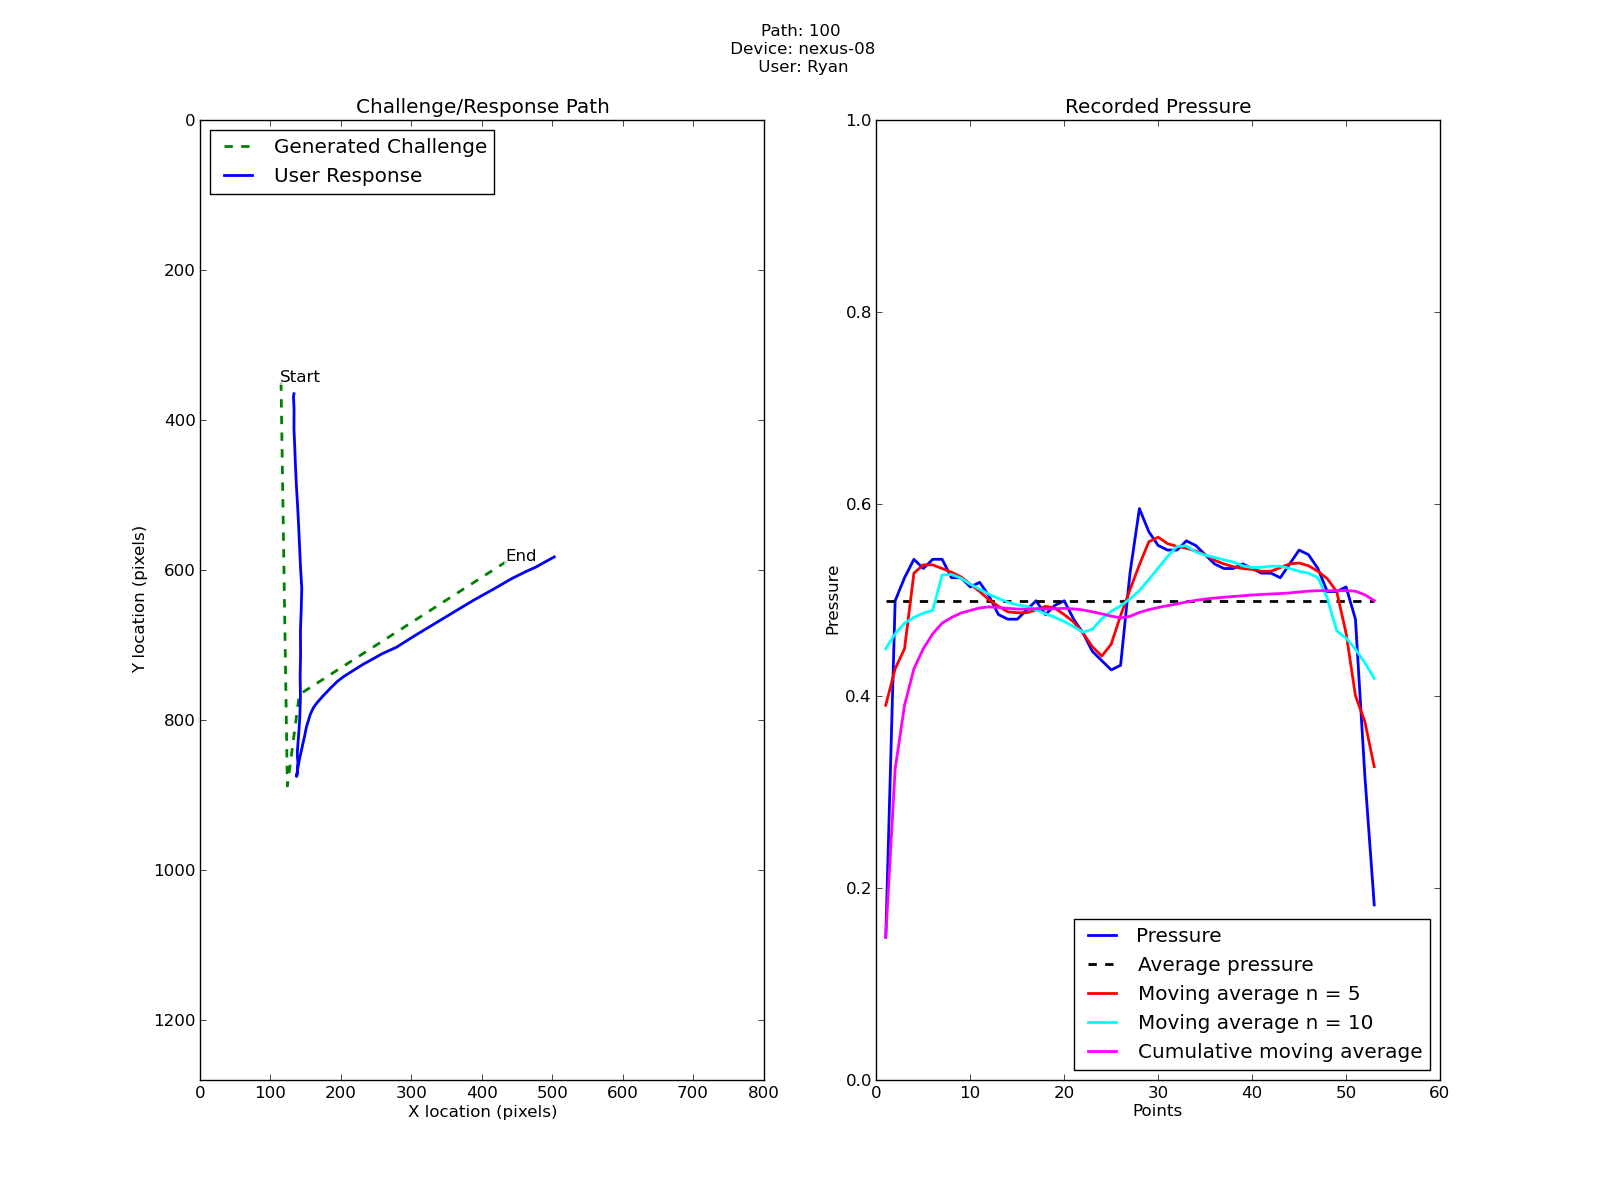 Path: 100
Device: nexus-08
User: Ryan
Challenge/Response Path
Generated Challenge
User Response
Start
End
0
200
400
600
800
1000
1200
Y location (pixels)
0 100 200 300 400 500 600 700 800
X location (pixels)
Recorded Pressure
1.0
0.8
0.6
0.4
0.2
0.0
Pressure
Pressure
Average pressure
Moving average n = 5
Moving average n = 10
Cumulative moving average
0 10 20 30 40 50 60
Points